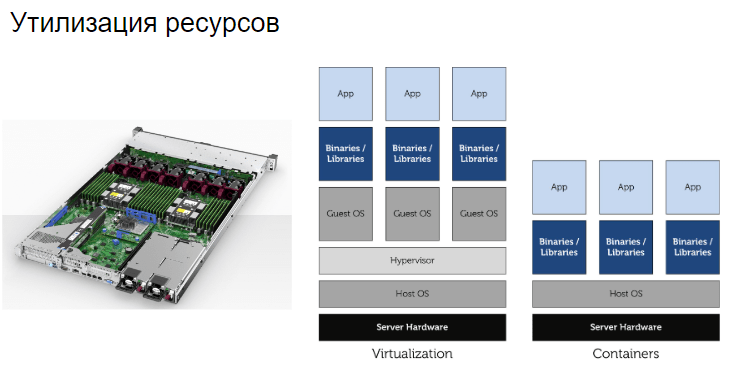 Утилизация ресурсов
App
App
App
Binaries /
Libraries
Binaries /
Libraries
Binaries /
Libraries
Guest OS
Guest OS
Guest OS
Hypervisor
Host OS
Server Hardware
Virtualization
App
App
App
Binaries /
Libraries
Binaries /
Libraries
Binaries /
Libraries
Host OS
Server Hardware
Containers